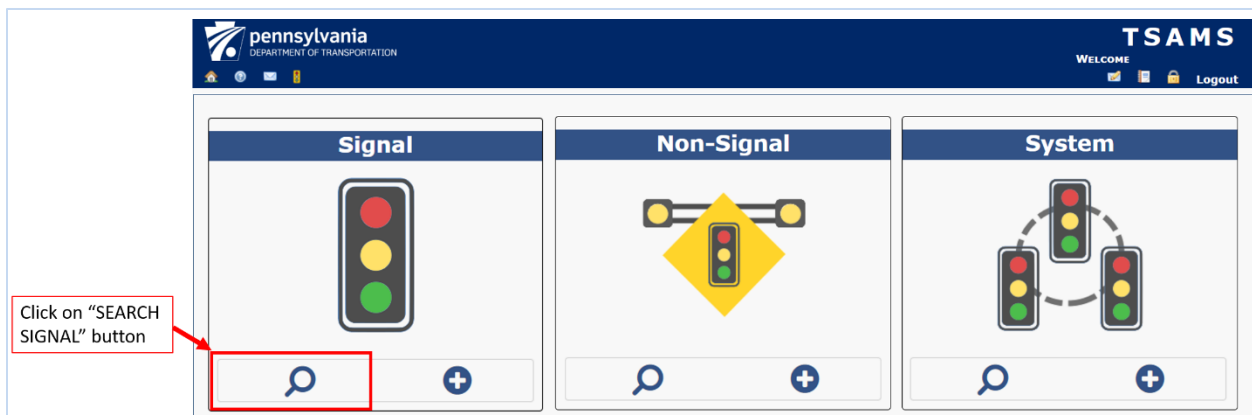 pennsylvania
DEPARTMENT OF TRANSPORTATION
TSAMS
WELCOME
Logout
Signal
Non-Signal
System
Click on “SEARCH
SIGNAL” button